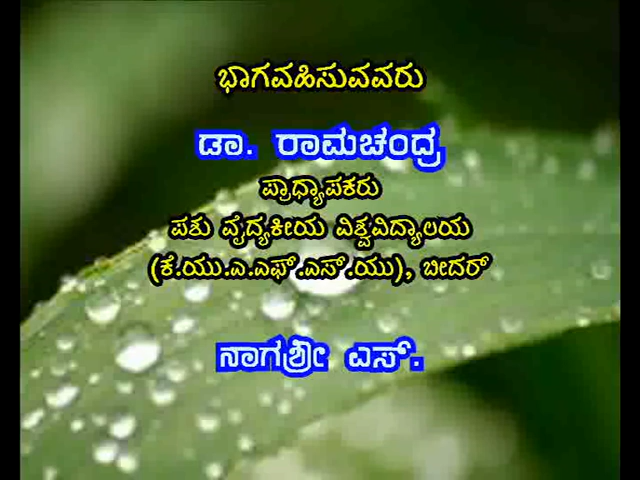 ಭಾಗವಹಿಸುವವರು
ಡಾ. ರಾಮಚಂದ್ರ
ಪ್ರಾಧ್ಯಾಪಕರು
ಪಶು ವೈದ್ಯಕೀಯ ವಿಶ್ವವಿದ್ಯಾಲಯ
(ಕೆ.ಯು.ಎ.ಎಫ್.ಎಸ್.ಯು), ಬೀದರ್
ನಾಗಶ್ರೀ ಎಸ್.